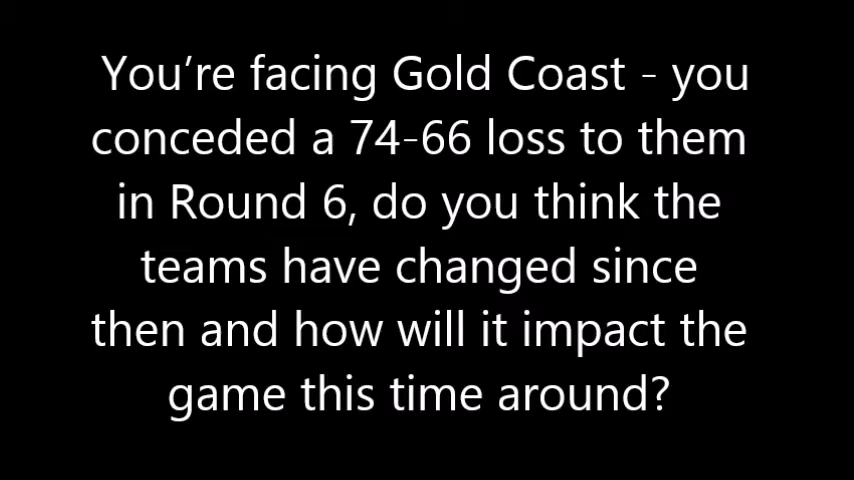 You’re facing Gold Coast - you
conceded a 74-66 loss to them
in Round 6, do you think the
teams have changed since
then and how will it impact the
game this time around?